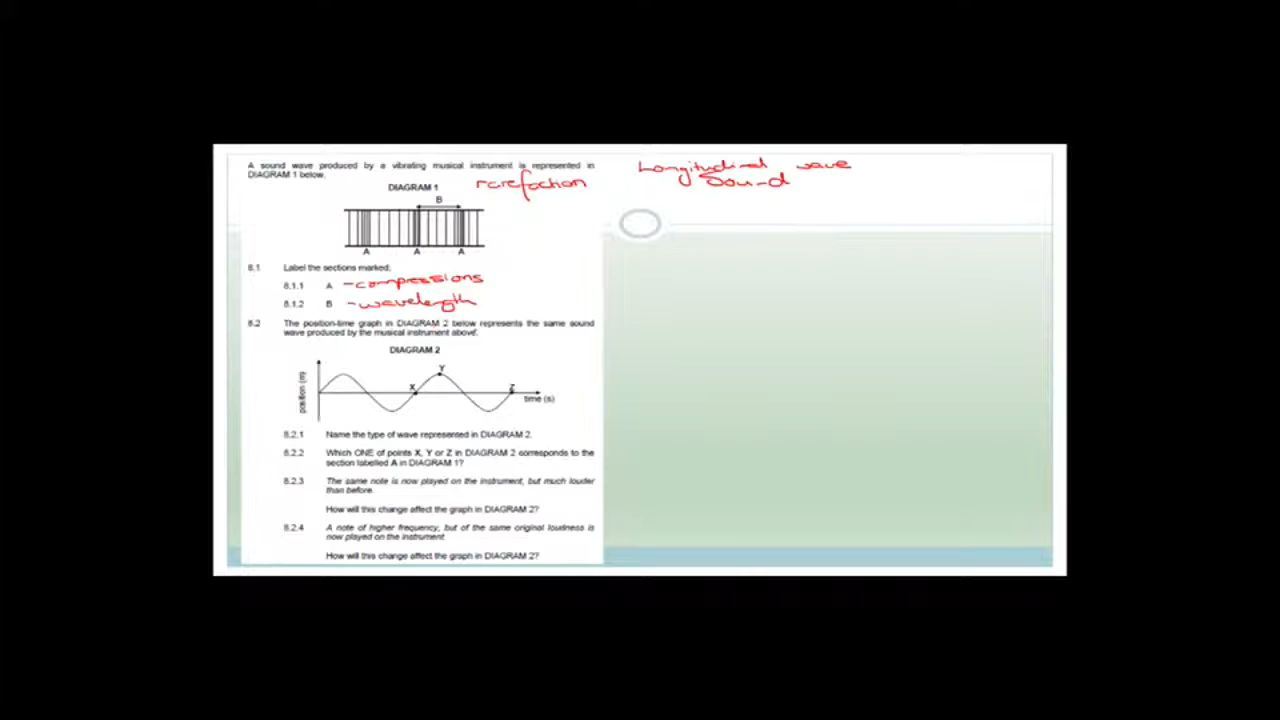 A sound wave produced by a vibrating musical instrument is represented in
DIAGRAM 1 below.
Longitudinal wave
Sound
DIAGRAM 1
rarefaction
B
A A A
8.1 Label the sections marked:
8.1.1 A - compressions
8.1.2 B - wavelength
8.2 The position-time graph in DIAGRAM 2 below represents the same sound
wave produced by the musical instrument above.
DIAGRAM 2
position (m)
X Y Z
time (s)
8.2.1 Name the type of wave represented in DIAGRAM 2.
8.2.2 Which ONE of points X, Y or Z in DIAGRAM 2 corresponds to the
section labelled A in DIAGRAM 1?
8.2.3 The same note is now played on the instrument, but much louder
than before.
How will this change affect the graph in DIAGRAM 2?
8.2.4 A note of higher frequency, but of the same original loudness is
now played on the instrument.
How will this change affect the graph in DIAGRAM 2?